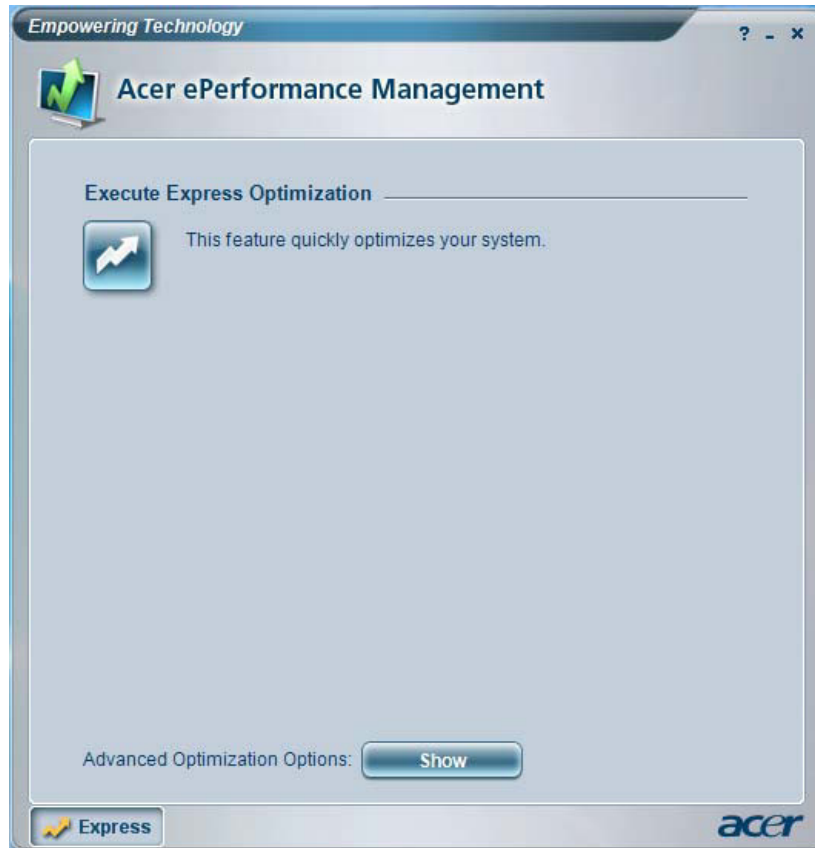 Empowering Technology
? - x
Acer ePerformance Management
Execute Express Optimization
This feature quickly optimizes your system.
Advanced Optimization Options: Show
Express
acer